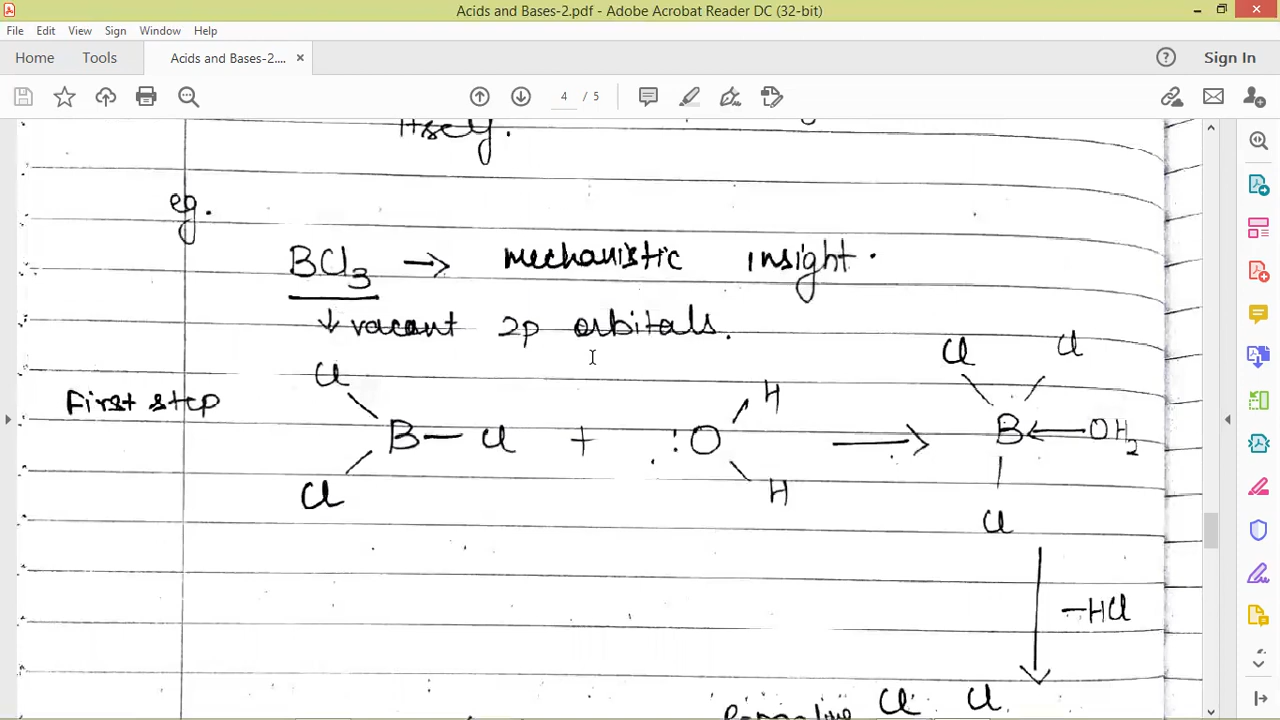 Acids and Bases-2.pdf - Adobe Acrobat Reader DC (32-bit)
File Edit View Sign Window Help
Home Tools Acids and Bases-2.... × Sign In
4 / 5
itself.
eg.
BCl3 → mechanistic insight.
↓ vacant 2p orbitals.
First step
Cl
B — Cl
Cl
+
:O
H
H
→
Cl Cl
B ← OH2
Cl
↓ -HCl
Cl Cl